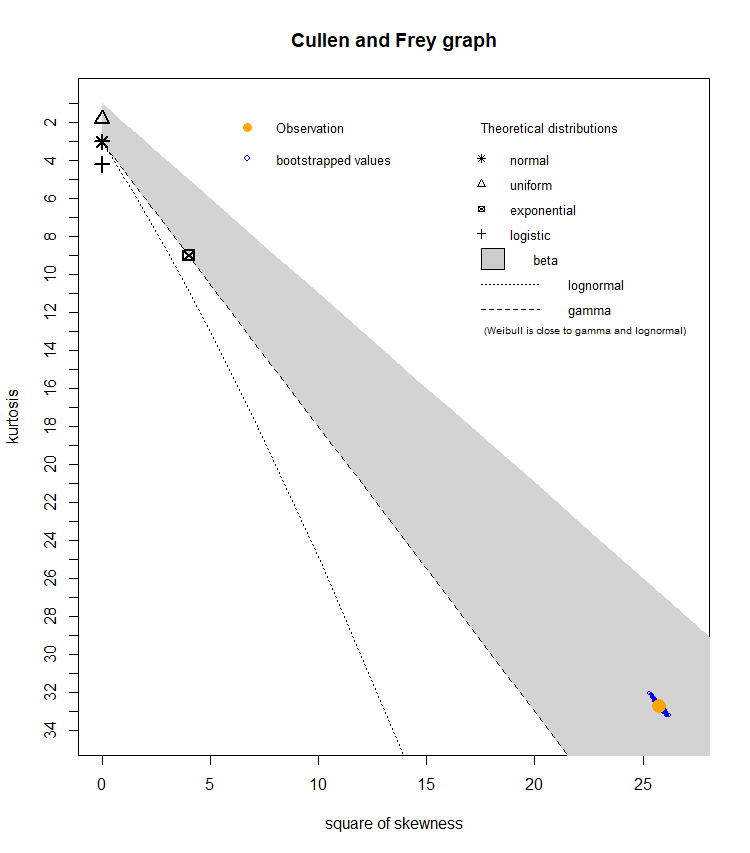 Cullen and Frey graph
Observation
bootstrapped values
Theoretical distributions
normal
uniform
exponential
logistic
beta
lognormal
gamma
(Weibull is close to gamma and lognormal)
kurtosis
2
4
6
8
10
12
14
16
18
20
22
24
26
28
30
32
34
0 5 10 15 20 25
square of skewness